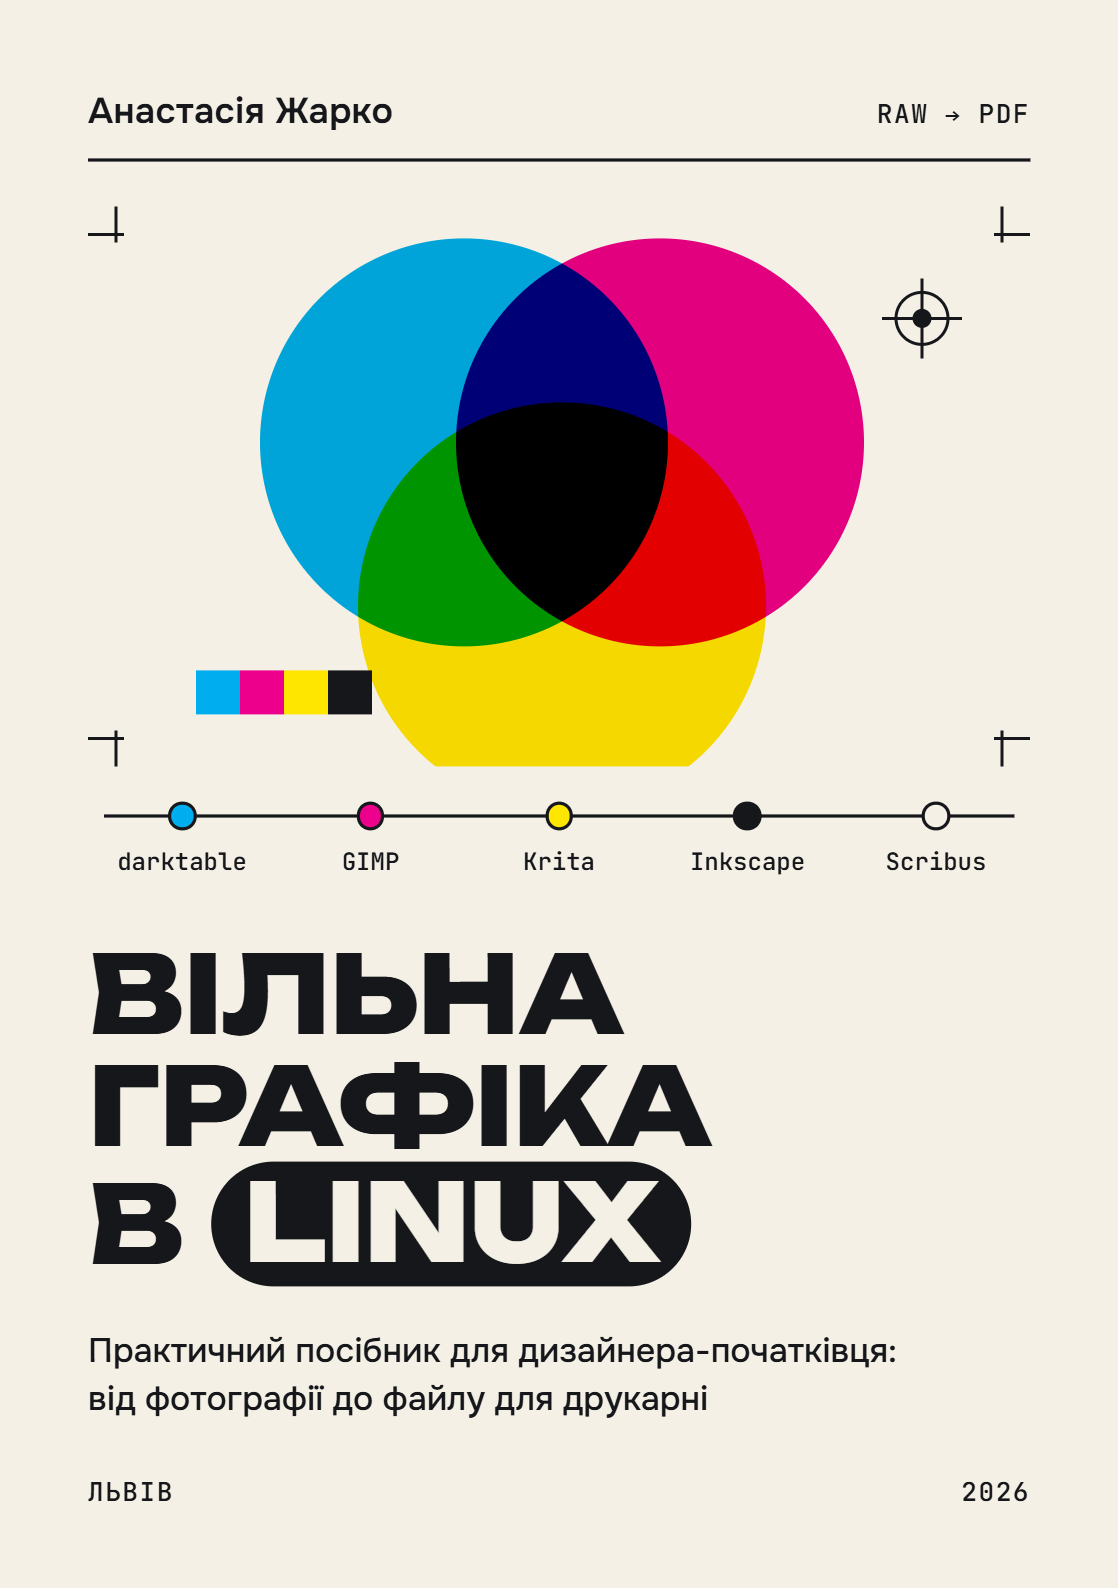 Анастасія Жарко
RAW → PDF
darktable GIMP Krita Inkscape Scribus
ВІЛЬНА
ГРАФІКА
В LINUX
Практичний посібник для дизайнера-початківця:
від фотографії до файлу для друкарні
ЛЬВІВ
2026